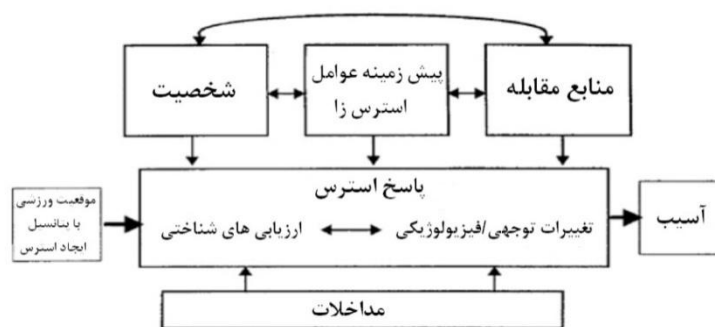 منابع مقابله
پیش زمینه عوامل
استرس زا
شخصیت
پاسخ استرس
تغییرات توجهی/فیزیولوژیکی
ارزیابی های شناختی
آسیب
موقعیت ورزشی
با پتانسیل
ایجاد استرس
مداخلات